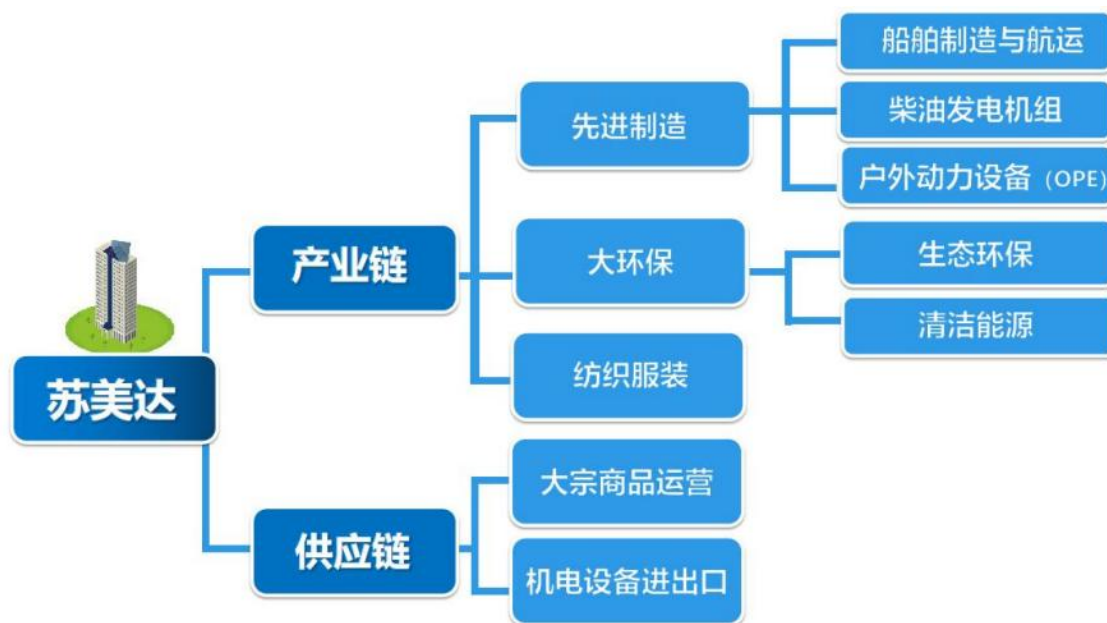 船舶制造与航运
先进制造
柴油发电机组
户外动力设备（OPE）
产业链
大环保
生态环保
清洁能源
纺织服装
苏美达
大宗商品运营
供应链
机电设备进出口